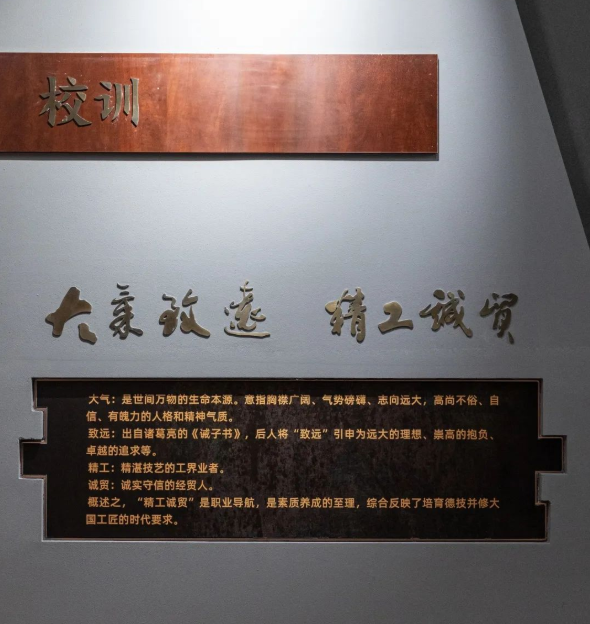 校训
大气致远 精工诚贸
大气：是世间万物的生命本源。意指胸襟广阔、气势磅礴、志向远大，高尚不俗、自
信、有魄力的人格和精神气质。
致远：出自诸葛亮的《诫子书》，后人将“致远”引申为远大的理想、崇高的抱负、
卓越的追求等。
精工：精湛技艺的工界业者。
诚贸：诚实守信的经贸人。
概述之，“精工诚贸”是职业导航，是素质养成的至理，综合反映了培育德技并修大
国工匠的时代要求。